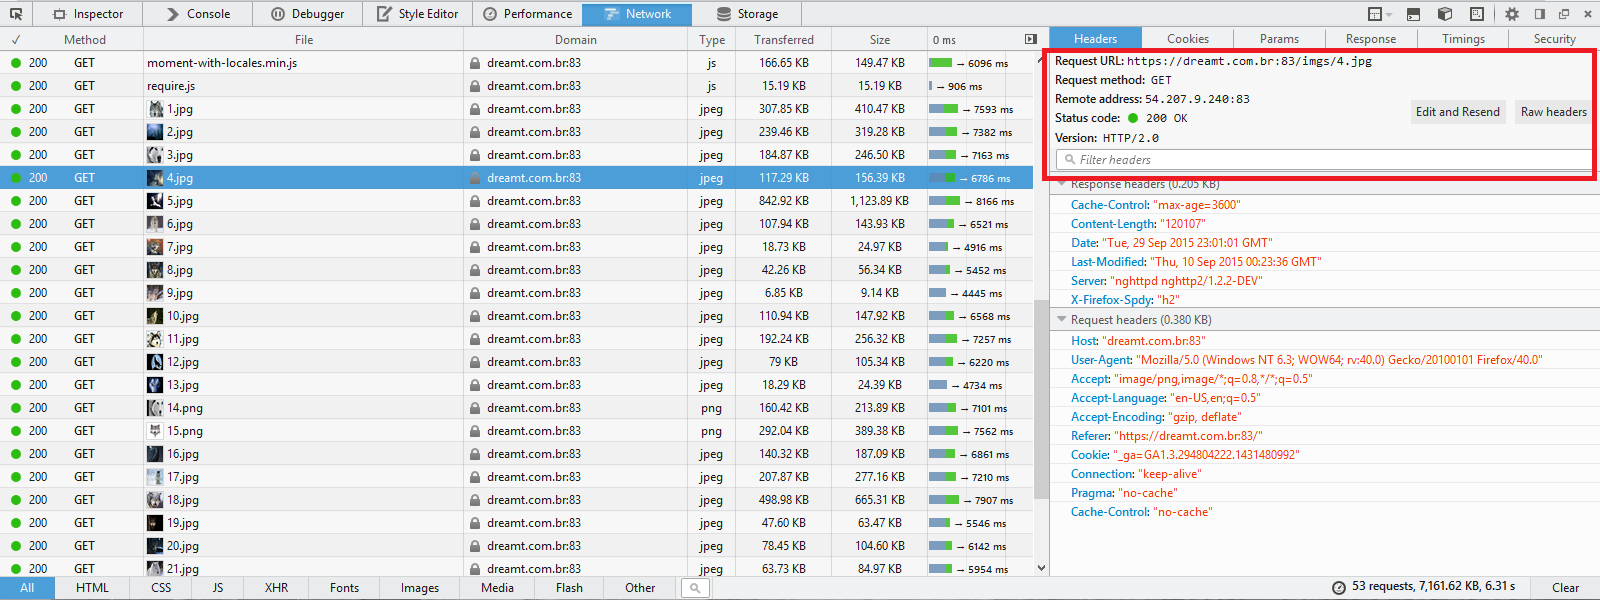 Inspector Console Debugger Style Editor Performance Network Storage
✓ Method File Domain Type Transferred Size 0 ms
200 GET moment-with-locales.min.js dreamt.com.br:83 js 166.65 KB 149.47 KB → 6096 ms
200 GET require.js dreamt.com.br:83 js 15.19 KB 15.19 KB → 906 ms
200 GET 1.jpg dreamt.com.br:83 jpeg 307.85 KB 410.47 KB → 7593 ms
200 GET 2.jpg dreamt.com.br:83 jpeg 239.46 KB 319.28 KB → 7382 ms
200 GET 3.jpg dreamt.com.br:83 jpeg 184.87 KB 246.50 KB → 7163 ms
200 GET 4.jpg dreamt.com.br:83 jpeg 117.29 KB 156.39 KB → 6786 ms
200 GET 5.jpg dreamt.com.br:83 jpeg 842.92 KB 1,123.89 KB → 8166 ms
200 GET 6.jpg dreamt.com.br:83 jpeg 107.94 KB 143.93 KB → 6521 ms
200 GET 7.jpg dreamt.com.br:83 jpeg 18.73 KB 24.97 KB → 4916 ms
200 GET 8.jpg dreamt.com.br:83 jpeg 42.26 KB 56.34 KB → 5452 ms
200 GET 9.jpg dreamt.com.br:83 jpeg 6.85 KB 9.14 KB → 4445 ms
200 GET 10.jpg dreamt.com.br:83 jpeg 110.94 KB 147.92 KB → 6568 ms
200 GET 11.jpg dreamt.com.br:83 jpeg 192.24 KB 256.32 KB → 7257 ms
200 GET 12.jpg dreamt.com.br:83 jpeg 79 KB 105.34 KB → 6220 ms
200 GET 13.jpg dreamt.com.br:83 jpeg 18.29 KB 24.39 KB → 4734 ms
200 GET 14.png dreamt.com.br:83 png 160.42 KB 213.89 KB → 7101 ms
200 GET 15.png dreamt.com.br:83 png 292.04 KB 389.38 KB → 7562 ms
200 GET 16.jpg dreamt.com.br:83 jpeg 140.32 KB 187.09 KB → 6861 ms
200 GET 17.jpg dreamt.com.br:83 jpeg 207.87 KB 277.16 KB → 7210 ms
200 GET 18.jpg dreamt.com.br:83 jpeg 498.98 KB 665.31 KB → 7907 ms
200 GET 19.jpg dreamt.com.br:83 jpeg 47.60 KB 63.47 KB → 5546 ms
200 GET 20.jpg dreamt.com.br:83 jpeg 78.45 KB 104.60 KB → 6142 ms
200 GET 21.jpg dreamt.com.br:83 jpeg 63.73 KB 84.97 KB → 5954 ms
Headers Cookies Params Response Timings Security
Request URL: https://dreamt.com.br:83/imgs/4.jpg
Request method: GET
Remote address: 54.207.9.240:83
Status code: 200 OK
Edit and Resend Raw headers
Version: HTTP/2.0
Filter headers
Response headers (0.205 KB)
Cache-Control: "max-age=3600"
Content-Length: "120107"
Date: "Tue, 29 Sep 2015 23:01:01 GMT"
Last-Modified: "Thu, 10 Sep 2015 00:23:36 GMT"
Server: "nghttpd nghttp2/1.2.2-DEV"
X-Firefox-Spdy: "h2"
Request headers (0.380 KB)
Host: "dreamt.com.br:83"
User-Agent: "Mozilla/5.0 (Windows NT 6.3; WOW64; rv:40.0) Gecko/20100101 Firefox/40.0"
Accept: "image/png,image/*;q=0.8,*/*;q=0.5"
Accept-Language: "en-US,en;q=0.5"
Accept-Encoding: "gzip, deflate"
Referer: "https://dreamt.com.br:83/"
Cookie: "_ga=GA1.3.294804222.1431480992"
Connection: "keep-alive"
Pragma: "no-cache"
Cache-Control: "no-cache"
All HTML CSS JS XHR Fonts Images Media Flash Other 53 requests, 7,161.62 KB, 6.31 s Clear